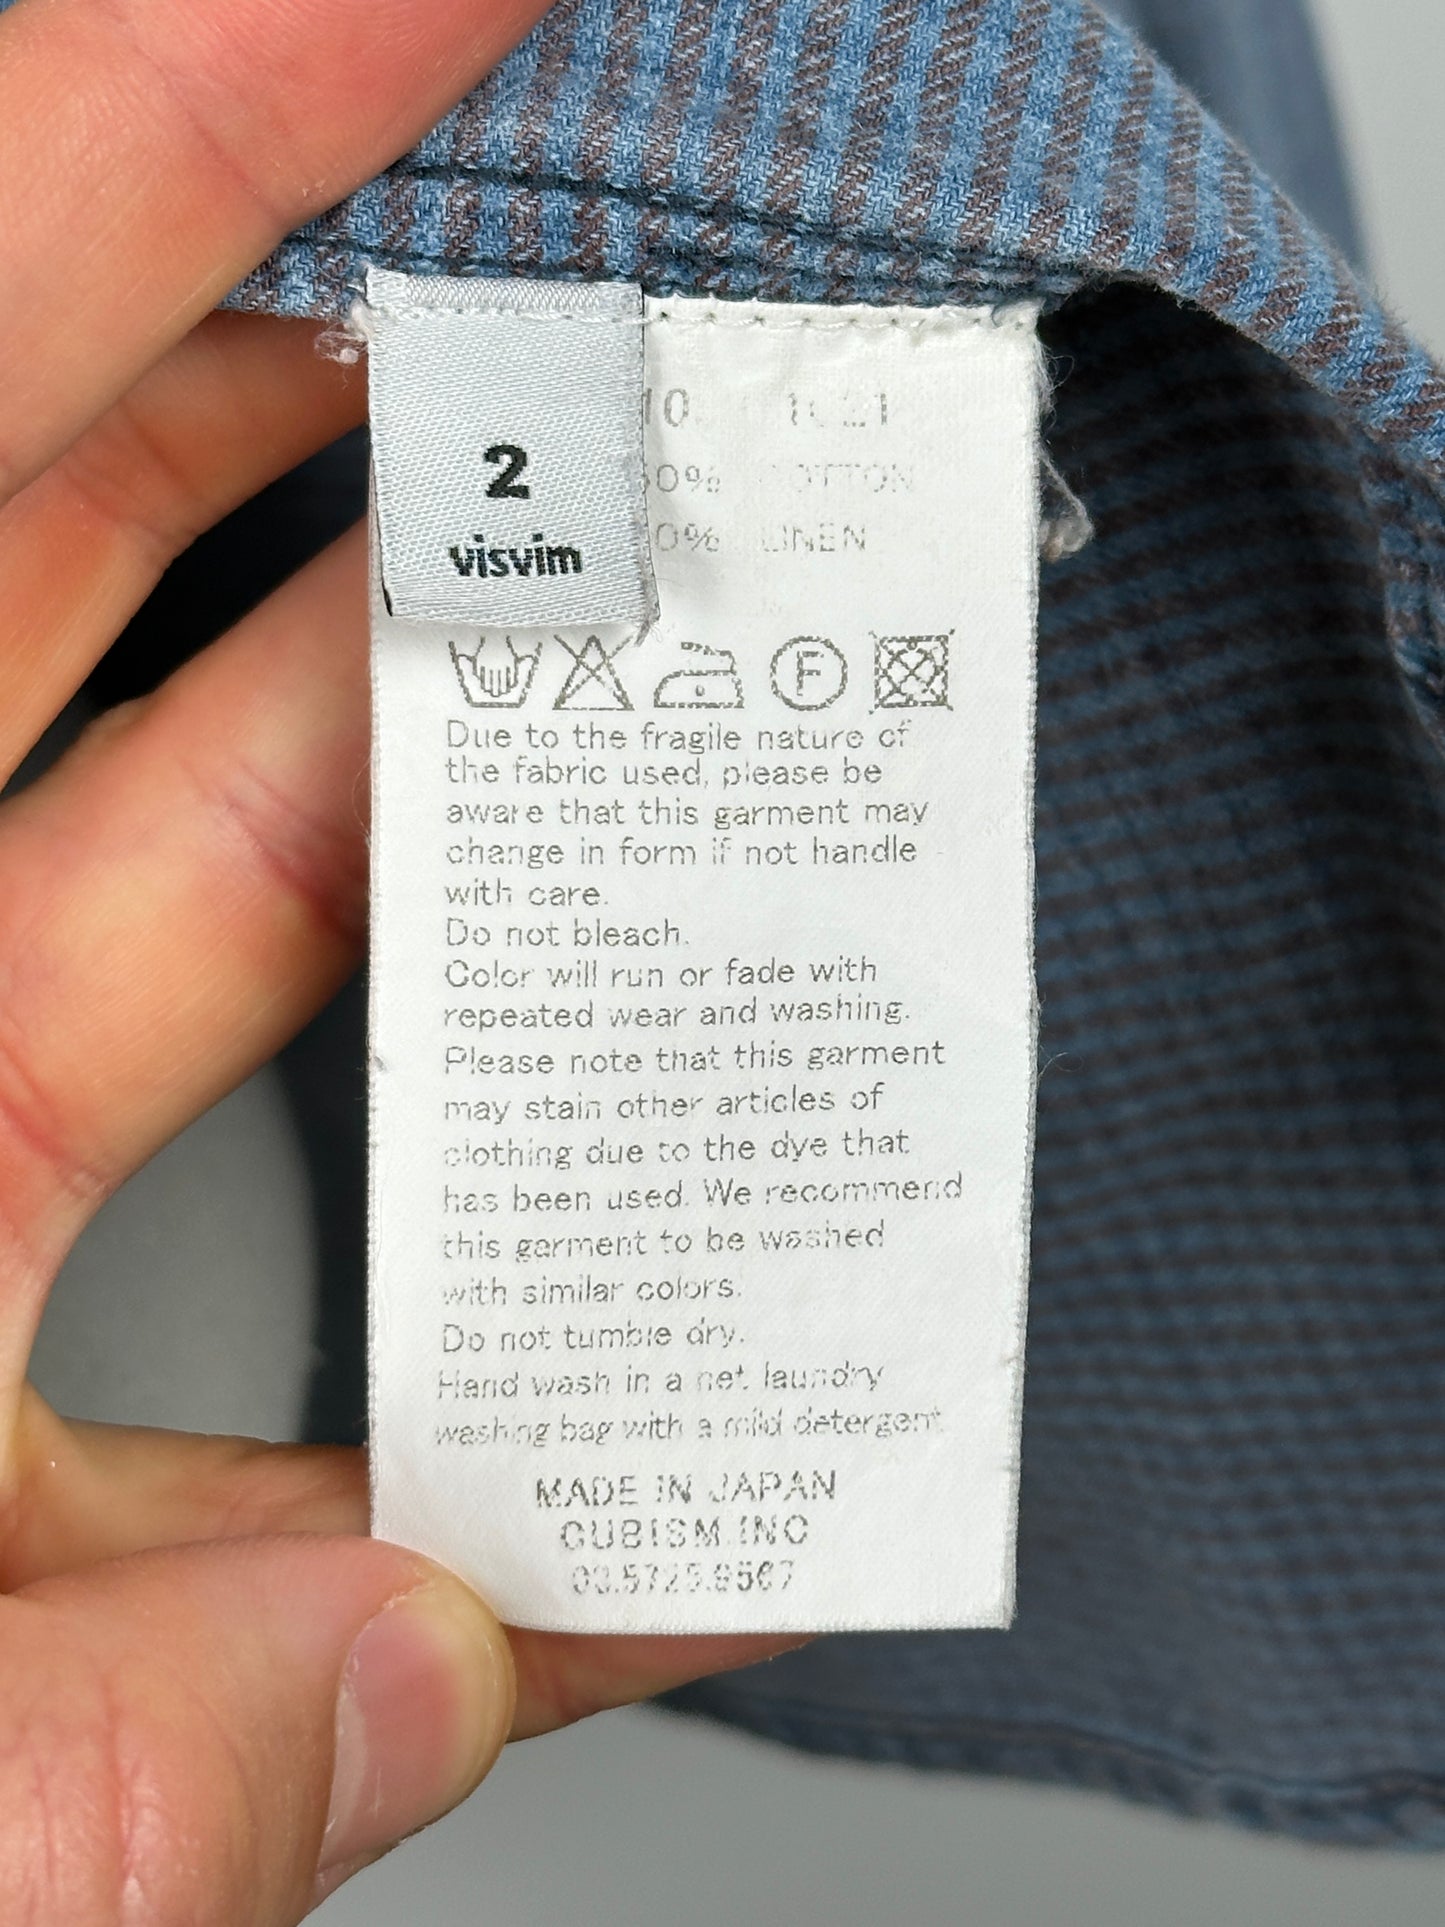 2
visvim
COTTON
LINEN
F
Due to the fragile nature of
the fabric used, please be
aware that this garment may
change in form if not handle
with care.
Do not bleach.
Color will run or fade with
repeated wear and washing.
Please note that this garment
may stain other articles of
clothing due to the dye that
has been used. We recommend
this garment to be washed
with similar colors.
Do not tumble dry.
Hand wash in a net laundry
washing bag with a mild detergent
MADE IN JAPAN
CUBISM.INC
03.5725.9567